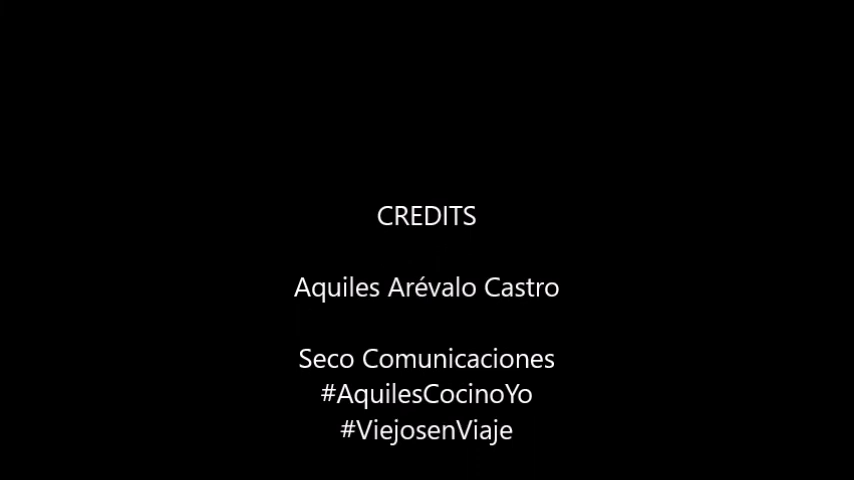 CREDITS
Aquiles Arévalo Castro
Seco Comunicaciones
#AquilesCocinoYo
#ViejosenViaje